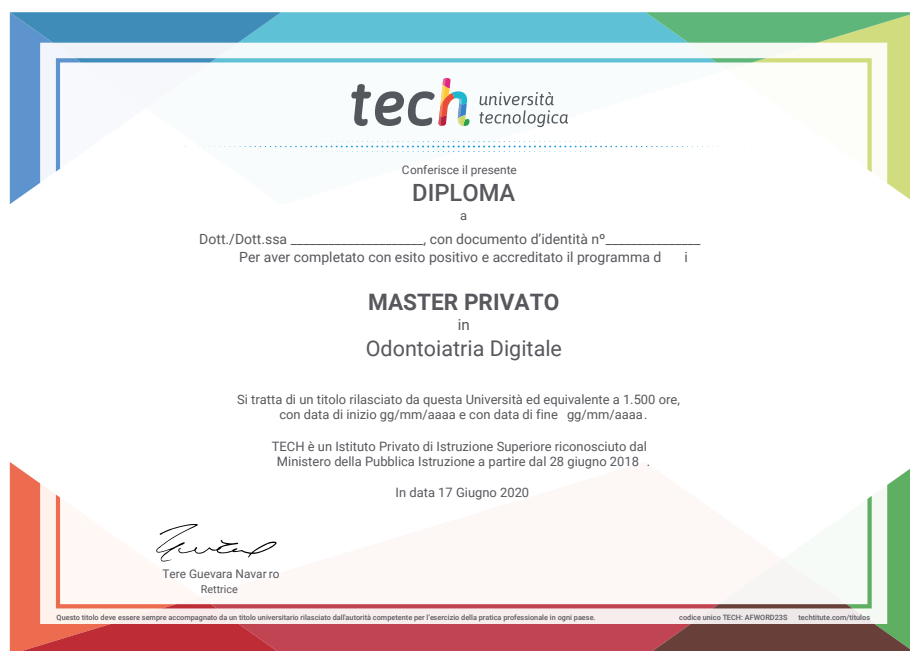 tech università
tecnologica
Conferisce il presente
DIPLOMA
a
Dott./Dott.ssa ____________________, con documento d'identità nº______________
Per aver completato con esito positivo e accreditato il programma d i
MASTER PRIVATO
in
Odontoiatria Digitale
Si tratta di un titolo rilasciato da questa Università ed equivalente a 1.500 ore,
con data di inizio gg/mm/aaaa e con data di fine gg/mm/aaaa.
TECH è un Istituto Privato di Istruzione Superiore riconosciuto dal
Ministero della Pubblica Istruzione a partire dal 28 giugno 2018 .
In data 17 Giugno 2020
Tere Guevara Navar ro
Rettrice
Questo titolo deve essere sempre accompagnato da un titolo universitario rilasciato dall'autorità competente per l'esercizio della pratica professionale in ogni paese. codice unico TECH: AFWORD23S techtitute.com/titulos